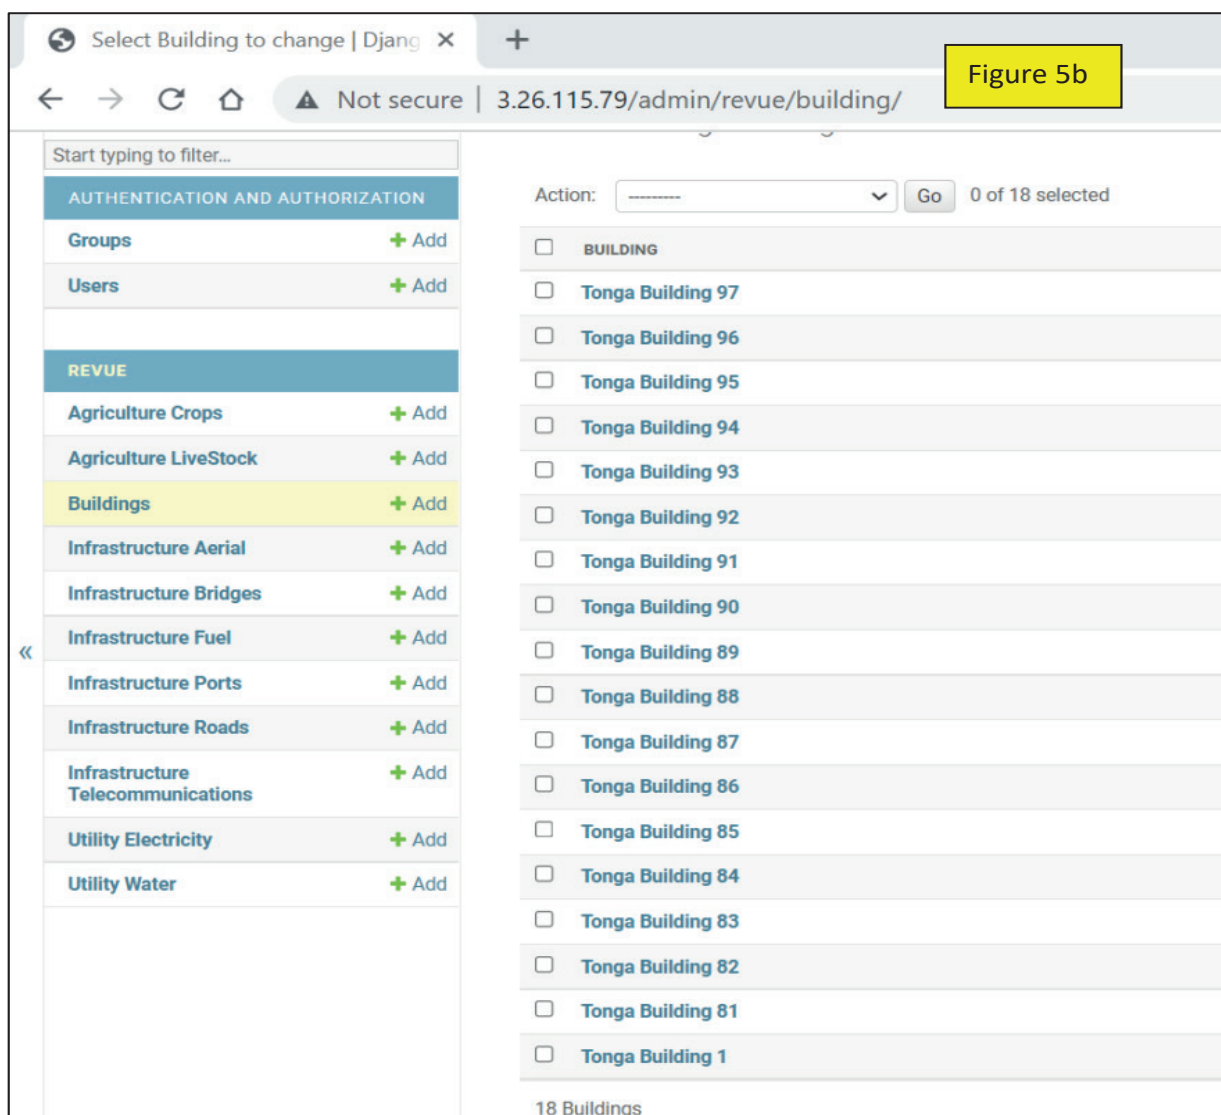 Select Building to change | Djang
Figure 5b
Not secure | 3.26.115.79/admin/revue/building/
Start typing to filter...
AUTHENTICATION AND AUTHORIZATION
Groups + Add
Users + Add
REVUE
Agriculture Crops + Add
Agriculture LiveStock + Add
Buildings + Add
Infrastructure Aerial + Add
Infrastructure Bridges + Add
Infrastructure Fuel + Add
Infrastructure Ports + Add
Infrastructure Roads + Add
Infrastructure + Add
Telecommunications
Utility Electricity + Add
Utility Water + Add
«
Action: --------- Go 0 of 18 selected
BUILDING
Tonga Building 97
Tonga Building 96
Tonga Building 95
Tonga Building 94
Tonga Building 93
Tonga Building 92
Tonga Building 91
Tonga Building 90
Tonga Building 89
Tonga Building 88
Tonga Building 87
Tonga Building 86
Tonga Building 85
Tonga Building 84
Tonga Building 83
Tonga Building 82
Tonga Building 81
Tonga Building 1
18 Buildings